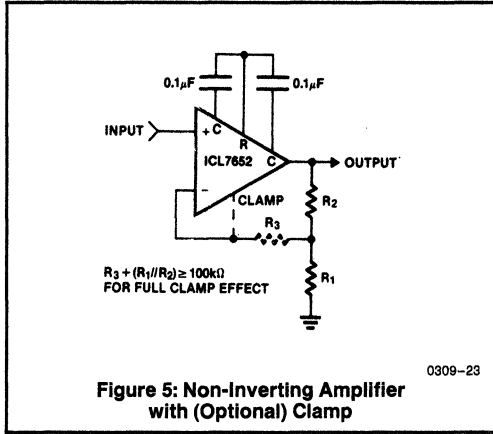 0.1μF
0.1μF
INPUT
+
C
R
ICL7652
C
OUTPUT
-
CLAMP
R2
R3
R3 + (R1//R2) ≥ 100kΩ
FOR FULL CLAMP EFFECT
R1
0309-23
Figure 5: Non-Inverting Amplifier
with (Optional) Clamp